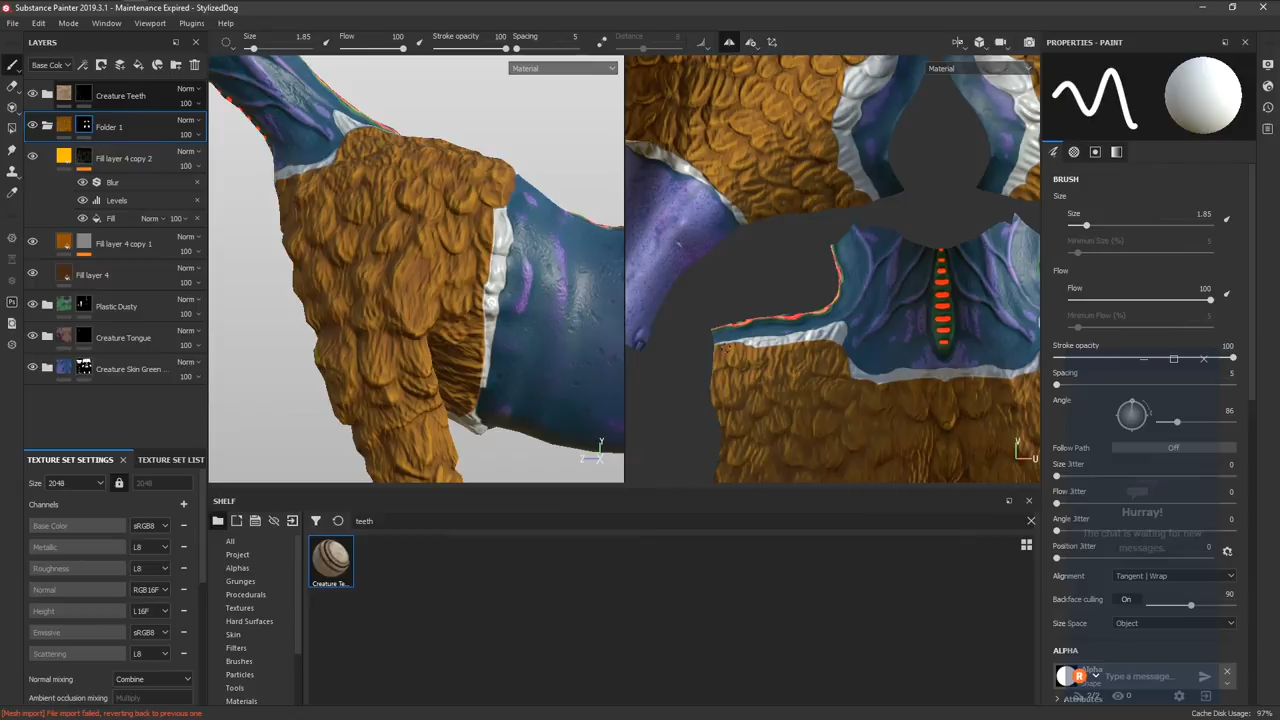 Substance Painter 2019.3.1 - Maintenance Expired - StylizedDog
File Edit Mode Window Viewport Plugins Help
LAYERS
Size 1.85 Flow 100 Stroke opacity 100 Spacing 5 Distance 8
PROPERTIES - PAINT
Base Colo
Material
Material
Creature Teeth Norm 100
Folder 1 Norm 100
Fill layer 4 copy 2 Norm 100
Blur
Levels
Fill Norm 100
Fill layer 4 copy 1 Norm 100
Fill layer 4 Norm 100
Plastic Dusty Norm 100
Creature Tongue Norm 100
Creature Skin Green ... Norm 100
BRUSH
Size
Size 1.85
Minimum Size (%) 5
Flow
Flow 100
Minimum Flow (%) 5
Stroke opacity 100
Spacing 5
Angle 86
Follow Path Off
Size Jitter 0
Flow Jitter 0
Hurray!
Angle Jitter 0
The chat is waiting for new
messages.
Position Jitter 0
Alignment Tangent | Wrap
Backface culling On 90
Size Space Object
ALPHA
Alpha
Shape
Type a message...
2/2 0
Attributes
TEXTURE SET SETTINGS TEXTURE SET LIST
Size 2048 2048
Channels
Base Color sRGB8
Metallic L8
Roughness L8
Normal RGB16F
Height L16F
Emissive sRGB8
Scattering L8
Normal mixing Combine
Ambient occlusion mixing Multiply
SHELF
teeth
All
Project
Alphas
Grunges
Procedurals
Textures
Hard Surfaces
Skin
Filters
Brushes
Particles
Tools
Materials
Creature Te...
Y
Z X
V
U
[Mesh import] File import failed, reverting back to previous one
Cache Disk Usage: 97%